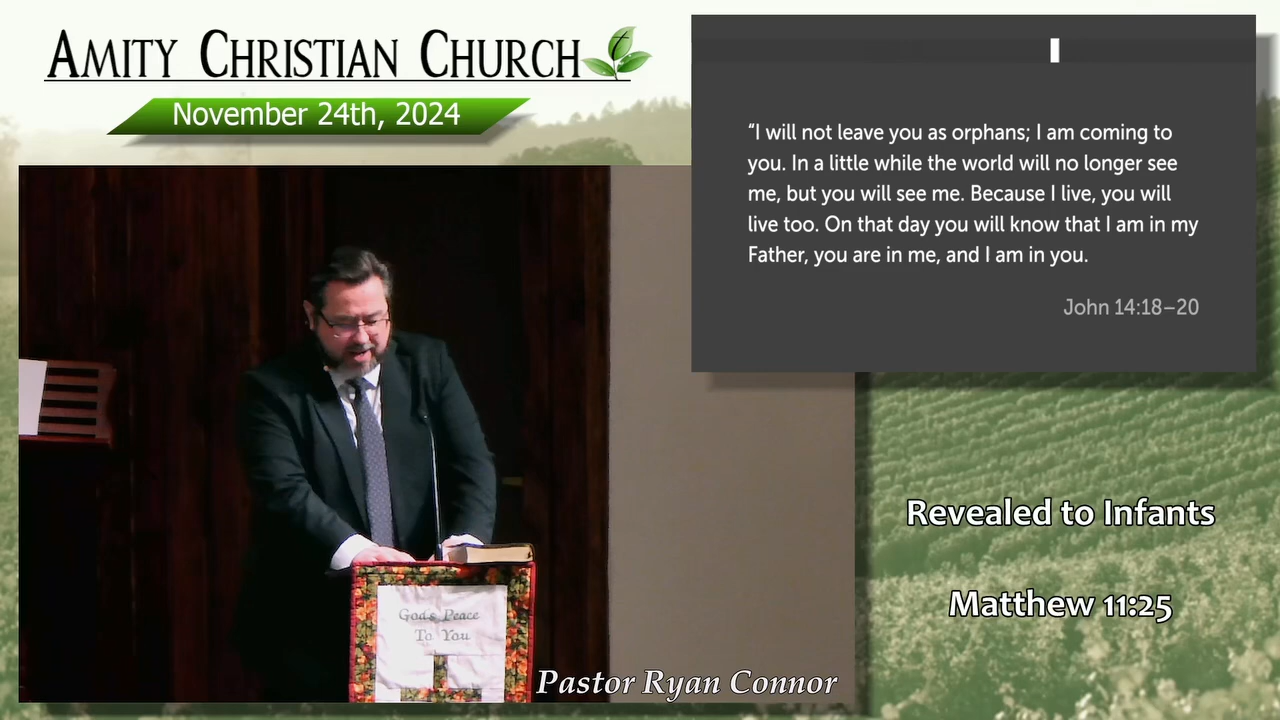 Amity Christian Church
November 24th, 2024
“I will not leave you as orphans; I am coming to
you. In a little while the world will no longer see
me, but you will see me. Because I live, you will
live too. On that day you will know that I am in my
Father, you are in me, and I am in you.
John 14:18–20
Revealed to Infants
Matthew 11:25
God's Peace
To You
Pastor Ryan Connor